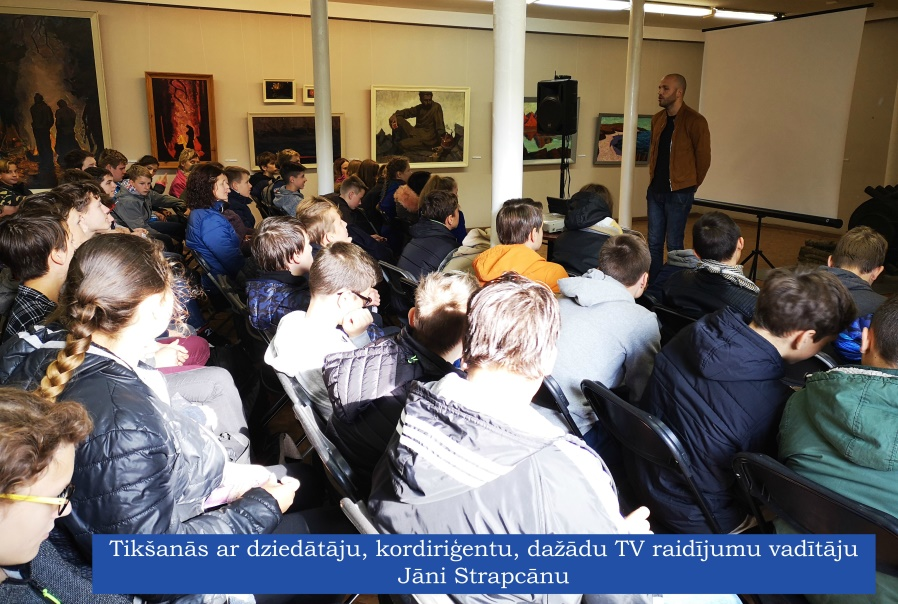 Tikšanās ar dziedātāju, kordiriģentu, dažādu TV raidījumu vadītāju
Jāni Strapcānu